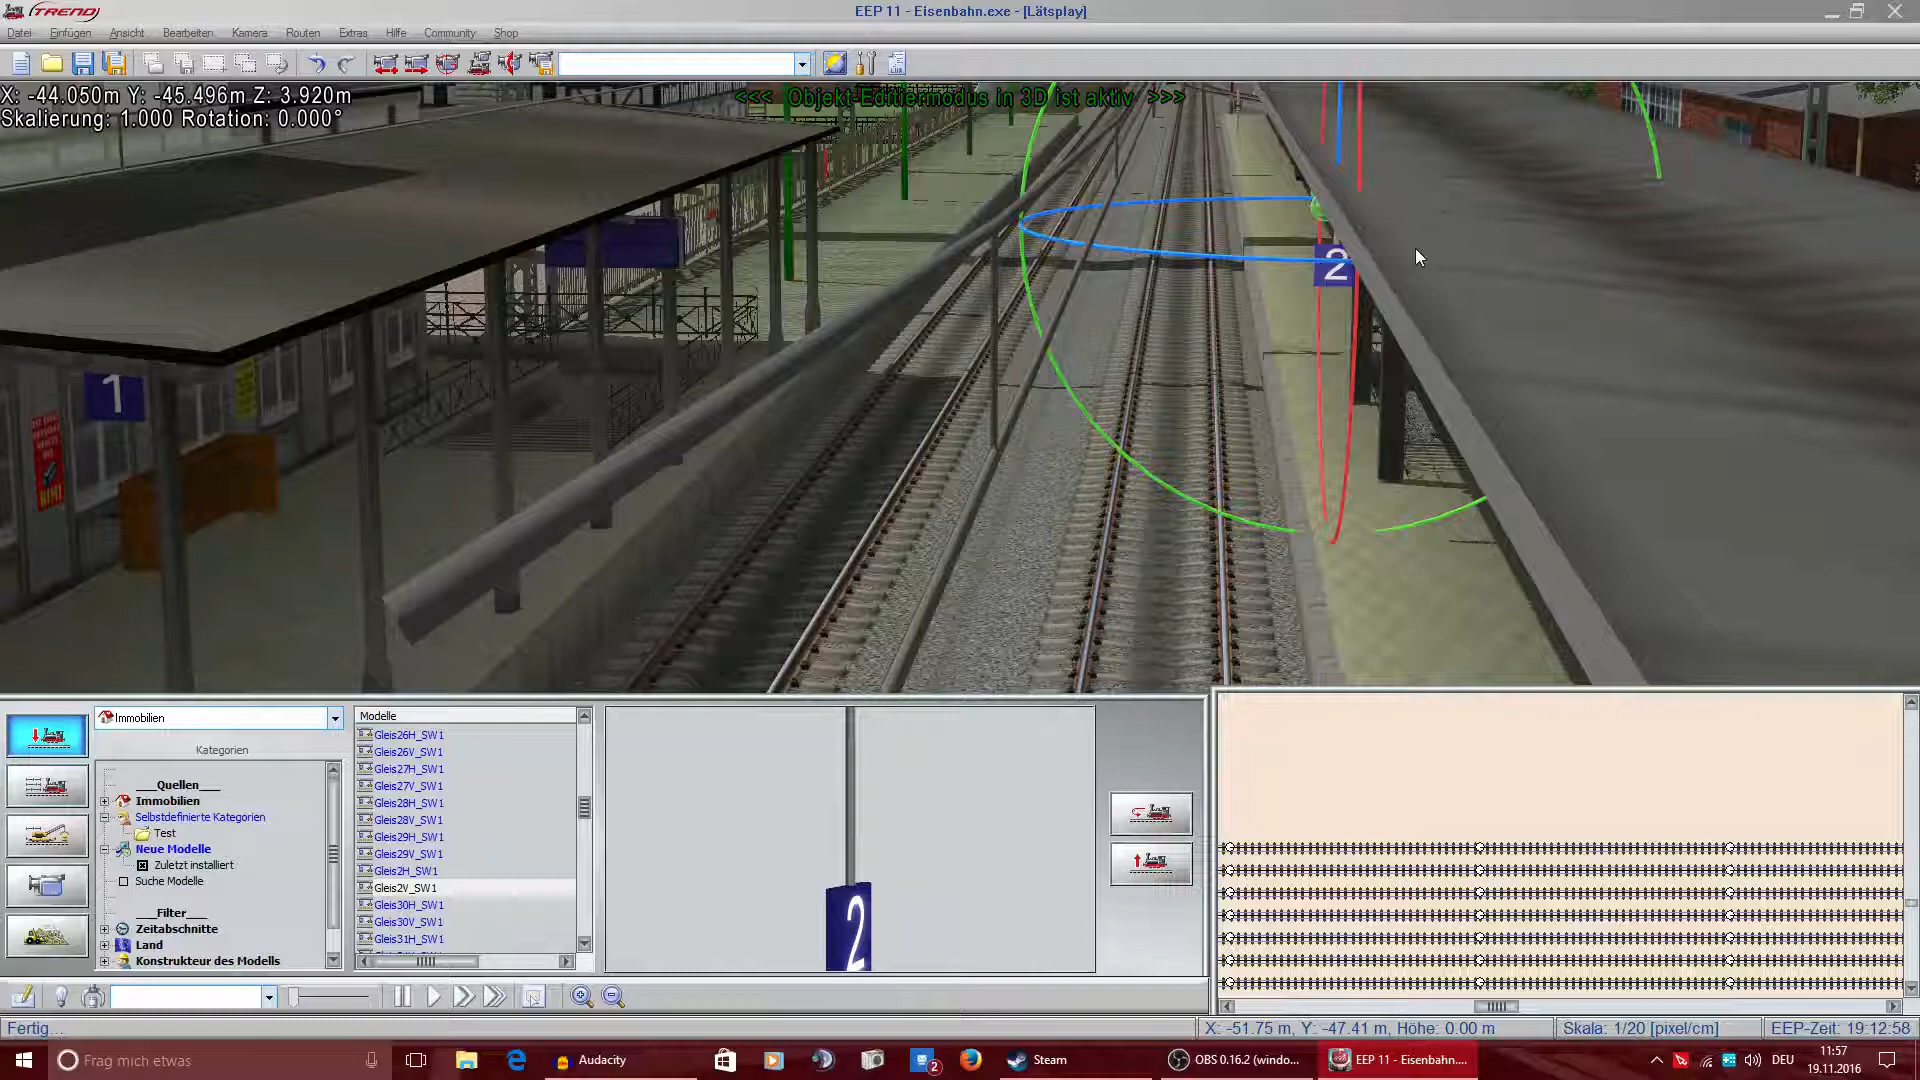 TREND
EEP 11 - Eisenbahn.exe - [Lätsplay]
Datei Einfügen Ansicht Bearbeiten Kamera Routen Extras Hilfe Community Shop
X: -44.050m Y: -45.496m Z: 3.920m
Skalierung: 1.000 Rotation: 0.000°
<<< Objekt-Editiermodus in 3D ist aktiv >>>
2
1
Immobilien
Kategorien
___Quellen___
Immobilien
Selbstdefinierte Kategorien
Test
Neue Modelle
Zuletzt installiert
Suche Modelle
___Filter___
Zeitabschnitte
Land
Konstrukteure des Modells
Modelle
Gleis26H_SW1
Gleis26V_SW1
Gleis27H_SW1
Gleis27V_SW1
Gleis28H_SW1
Gleis28V_SW1
Gleis29H_SW1
Gleis29V_SW1
Gleis2H_SW1
Gleis2V_SW1
Gleis30H_SW1
Gleis30V_SW1
Gleis31H_SW1
2
Fertig...
X: -51.75 m, Y: -47.41 m, Höhe: 0.00 m
Skala: 1/20 [pixel/cm]
EEP-Zeit: 19:12:58
Frag mich etwas
Audacity
2
Steam
OBS 0.16.2 (windo...
EEP 11 - Eisenbahn....
DEU
11:57
19.11.2016